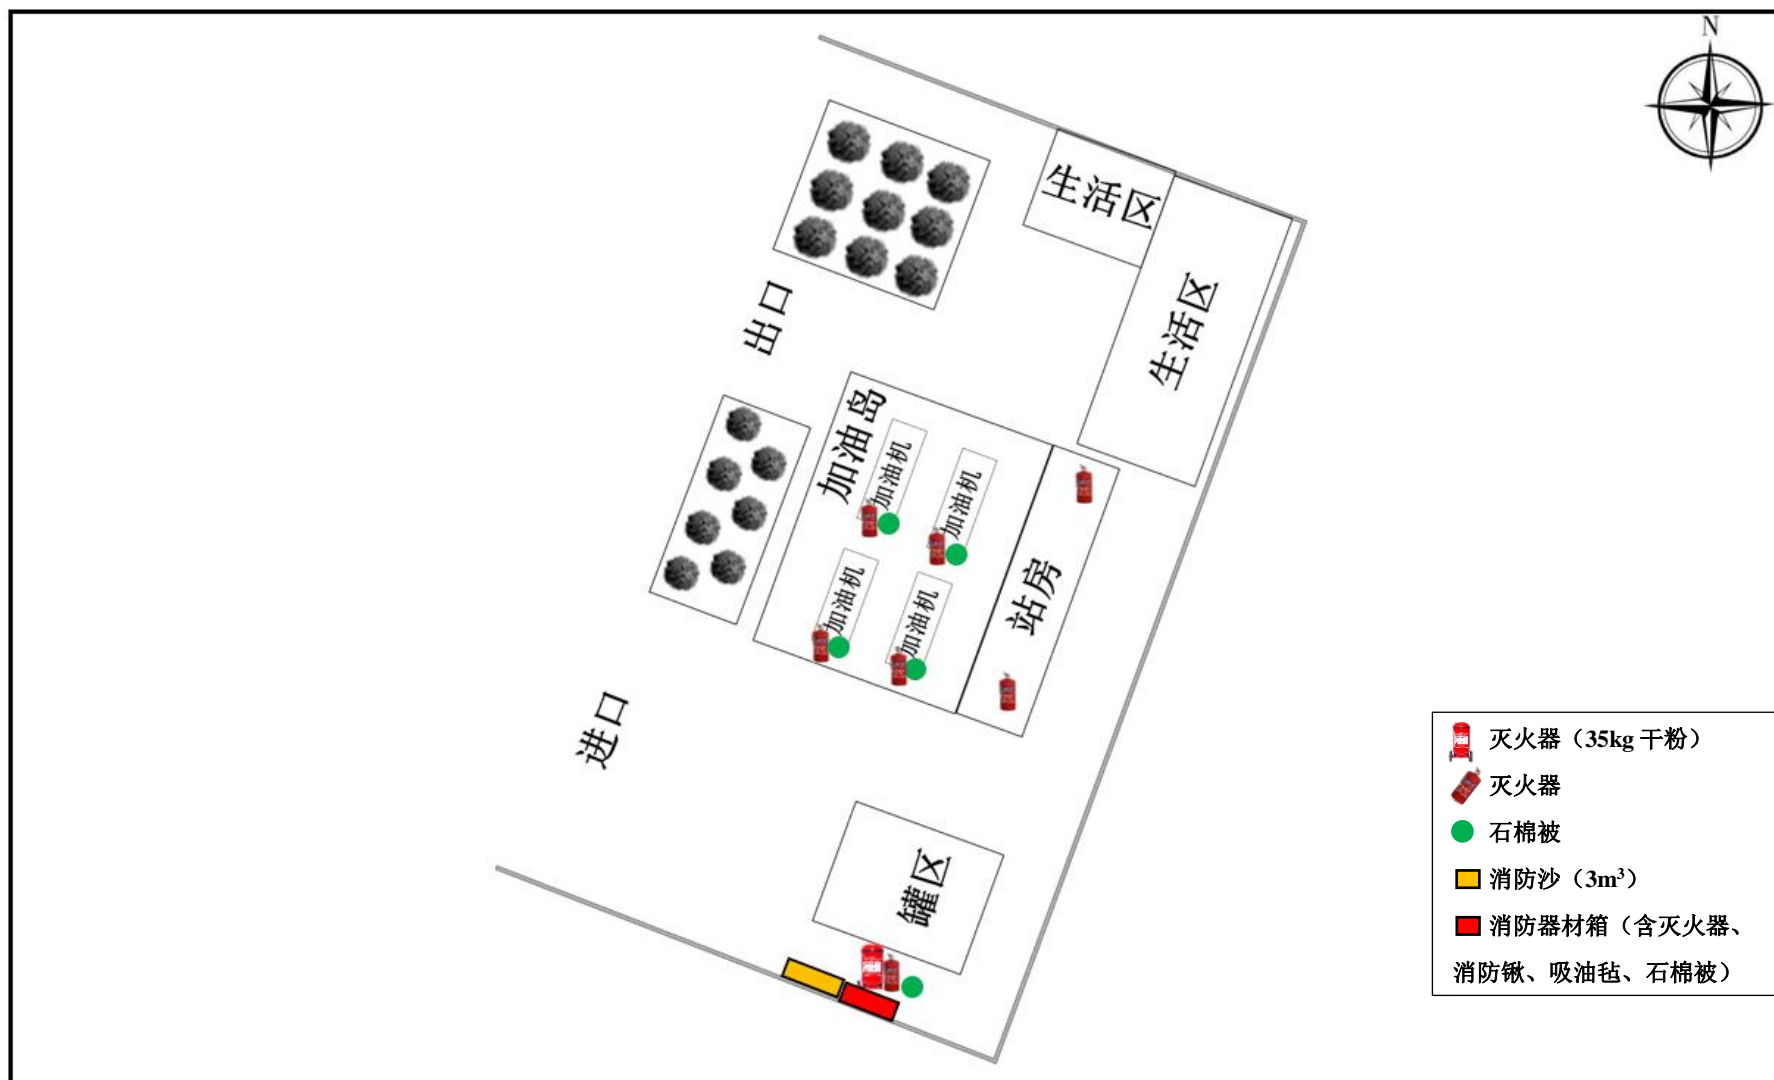 N
生活区
生活区
出口
加油岛
加油机
加油机
加油机
加油机
站房
进口
罐区
灭火器（35kg 干粉）
灭火器
石棉被
消防沙（3m³）
消防器材箱（含灭火器、
消防锹、吸油毡、石棉被）